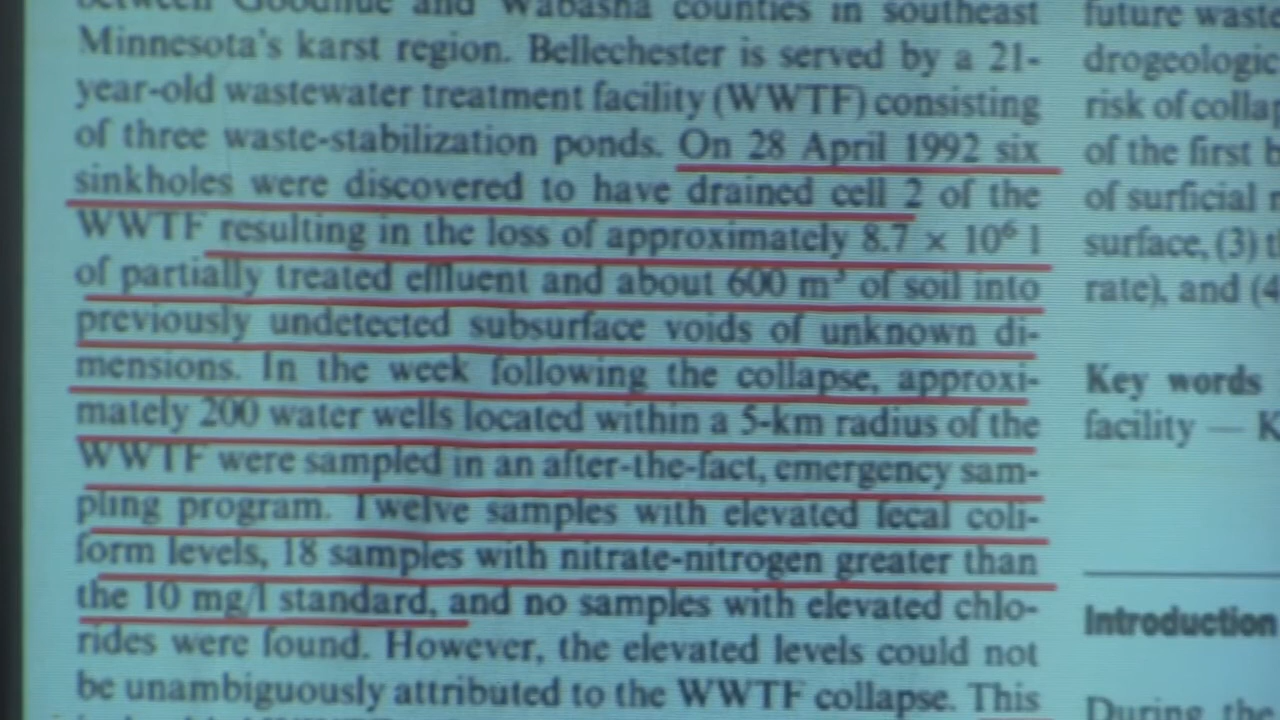 between Goodhue and Wabasha counties in southeast
Minnesota's karst region. Bellechester is served by a 21-
year-old wastewater treatment facility (WWTF) consisting
of three waste-stabilization ponds. On 28 April 1992 six
sinkholes were discovered to have drained cell 2 of the
WWTF resulting in the loss of approximately 8.7 × 10⁶ l
of partially treated effluent and about 600 m³ of soil into
previously undetected subsurface voids of unknown di-
mensions. In the week following the collapse, approxi-
mately 200 water wells located within a 5-km radius of the
WWTF were sampled in an after-the-fact, emergency sam-
pling program. Twelve samples with elevated fecal coli-
form levels, 18 samples with nitrate-nitrogen greater than
the 10 mg/l standard, and no samples with elevated chlo-
rides were found. However, the elevated levels could not
be unambiguously attributed to the WWTF collapse. This
future waste
drogeologic
risk of collap
of the first b
of surficial r
surface, (3) t
rate), and (4
Key words
facility — K
Introduction
During the